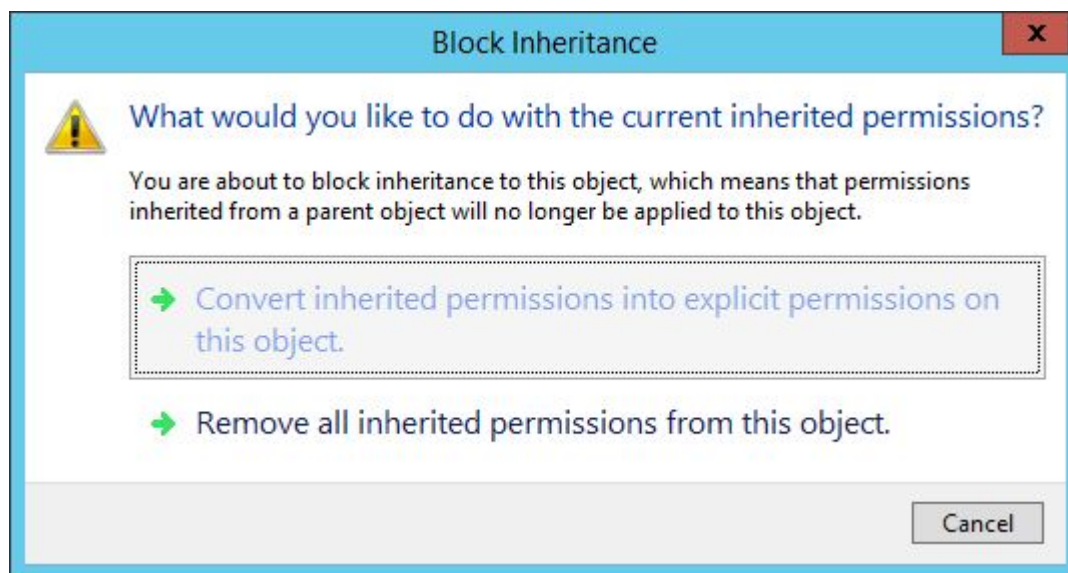 Block Inheritance
x
What would you like to do with the current inherited permissions?
You are about to block inheritance to this object, which means that permissions
inherited from a parent object will no longer be applied to this object.
Convert inherited permissions into explicit permissions on
this object.
Remove all inherited permissions from this object.
Cancel